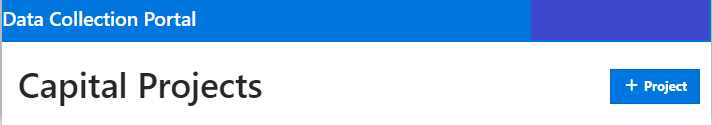 Data Collection Portal
Capital Projects
+ Project